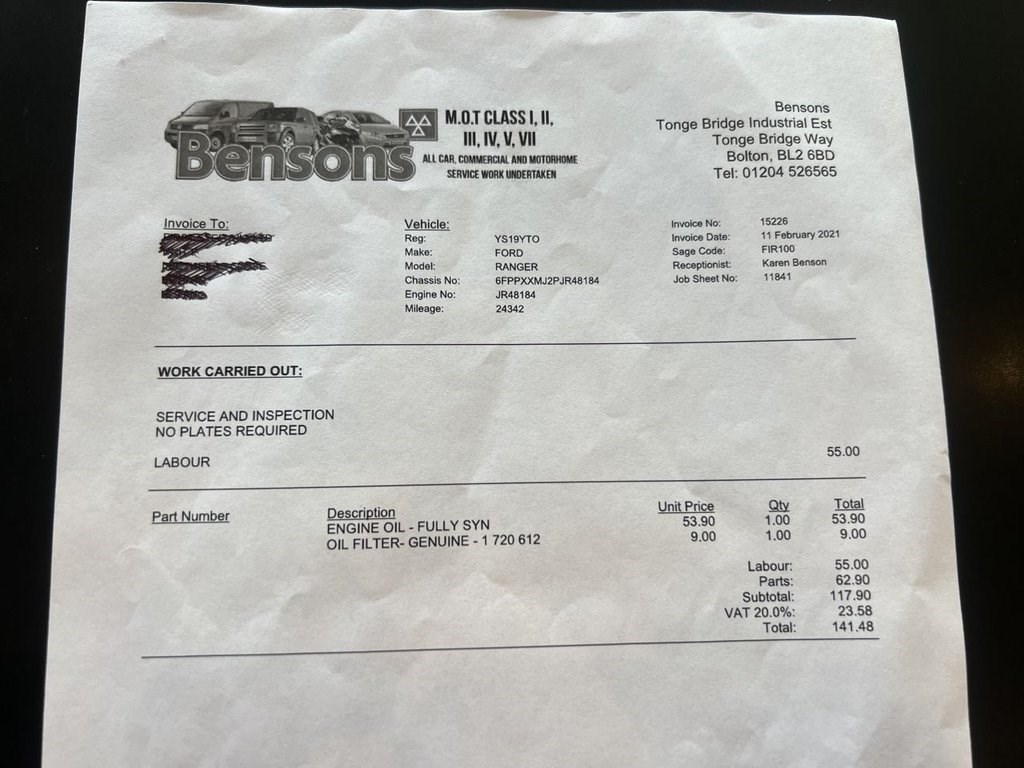 Bensons
M.O.T CLASS I, II,
III, IV, V, VII
ALL CAR, COMMERCIAL AND MOTORHOME
SERVICE WORK UNDERTAKEN
Bensons
Tonge Bridge Industrial Est
Tonge Bridge Way
Bolton, BL2 6BD
Tel: 01204 526565
Invoice To:
Vehicle:
Reg: YS19YTO
Make: FORD
Model: RANGER
Chassis No: 6FPPXXMJ2PJR48184
Engine No: JR48184
Mileage: 24342
Invoice No: 15226
Invoice Date: 11 February 2021
Sage Code: FIR100
Receptionist: Karen Benson
Job Sheet No: 11841
WORK CARRIED OUT:
SERVICE AND INSPECTION
NO PLATES REQUIRED
LABOUR 55.00
Part Number Description Unit Price Qty Total
ENGINE OIL - FULLY SYN 53.90 1.00 53.90
OIL FILTER- GENUINE - 1 720 612 9.00 1.00 9.00
Labour: 55.00
Parts: 62.90
Subtotal: 117.90
VAT 20.0%: 23.58
Total: 141.48